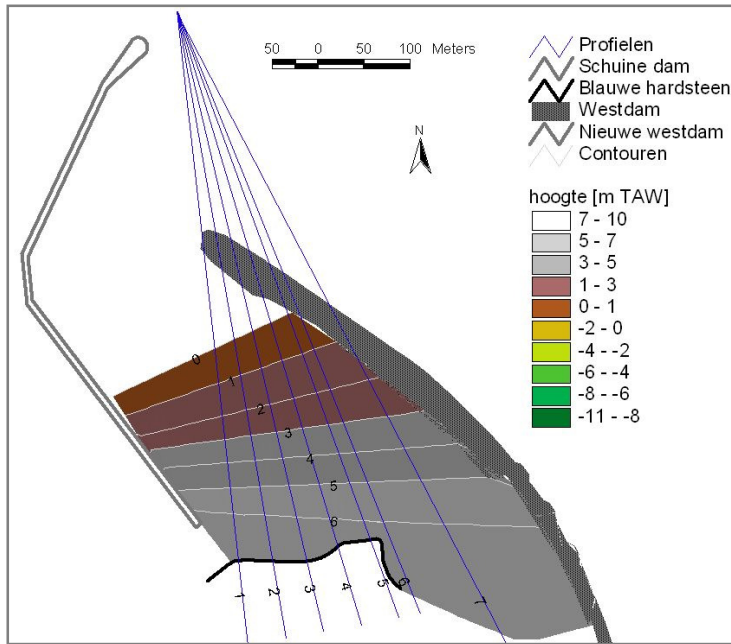 50 0 50 100 Meters
N
Profielen
Schuine dam
Blauwe hardsteen
Westdam
Nieuwe westdam
Contouren
hoogte [m TAW]
7 - 10
5 - 7
3 - 5
1 - 3
0 - 1
-2 - 0
-4 - -2
-6 - -4
-8 - -6
-11 - -8
0
1
2
3
4
5
6
1 2 3 4 5 6 7